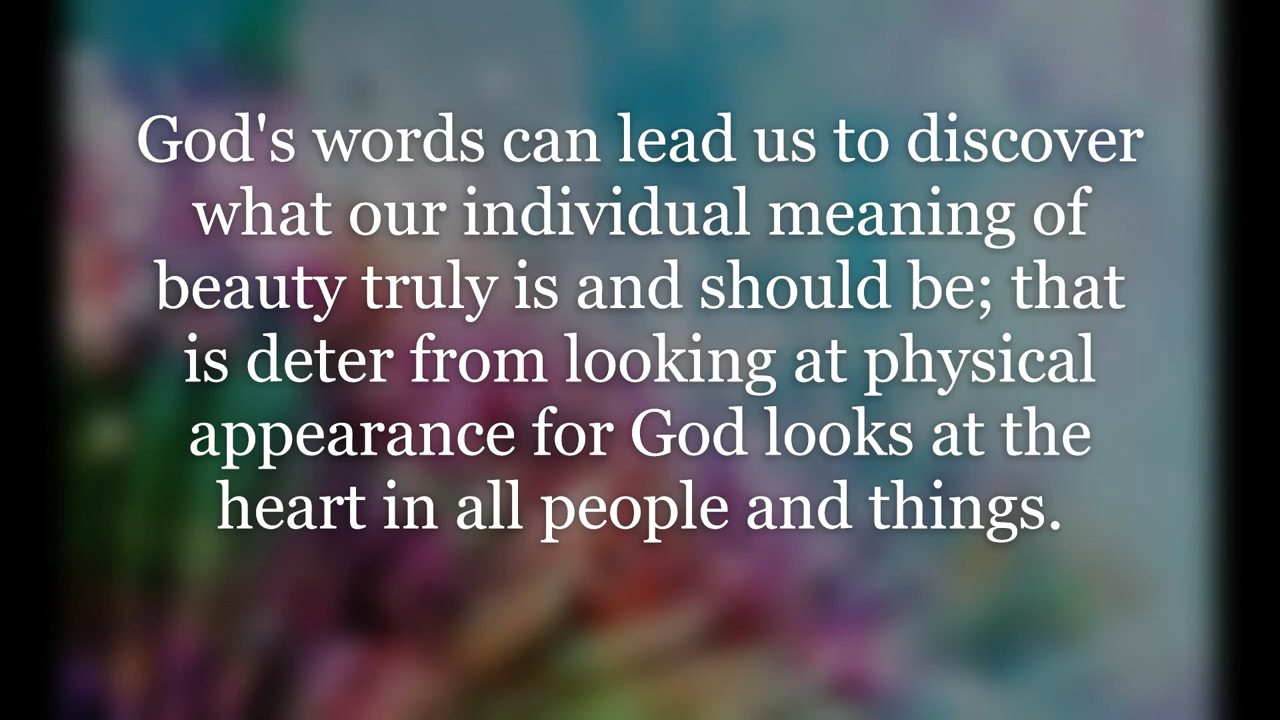 God's words can lead us to discover
what our individual meaning of
beauty truly is and should be; that
is deter from looking at physical
appearance for God looks at the
heart in all people and things.